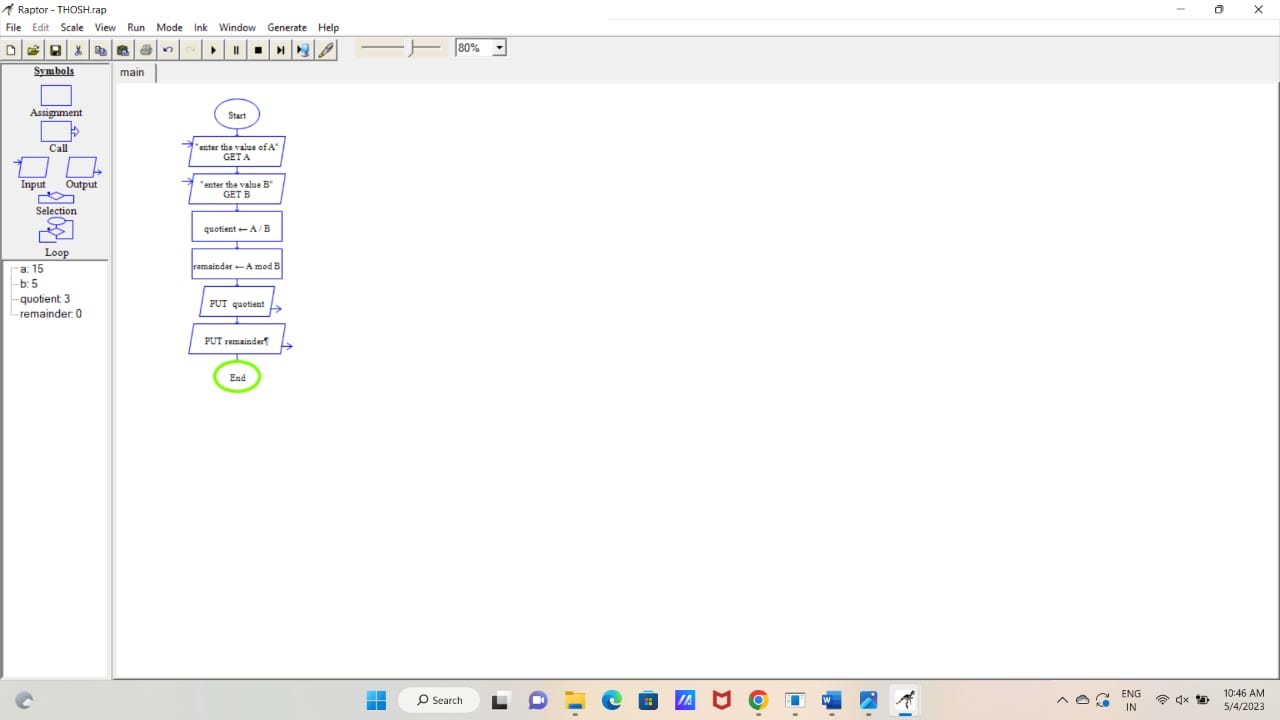 Raptor - THOSH.rap
File Edit Scale View Run Mode Ink Window Generate Help
80%
Symbols
Assignment
Call
Input Output
Selection
Loop
a: 15
b: 5
quotient: 3
remainder: 0
main
Start
"enter the value of A"
GET A
"enter the value B"
GET B
quotient ← A / B
remainder ← A mod B
PUT quotient
PUT remainder¶
End
Search
ENG
IN
10:46 AM
5/4/2023